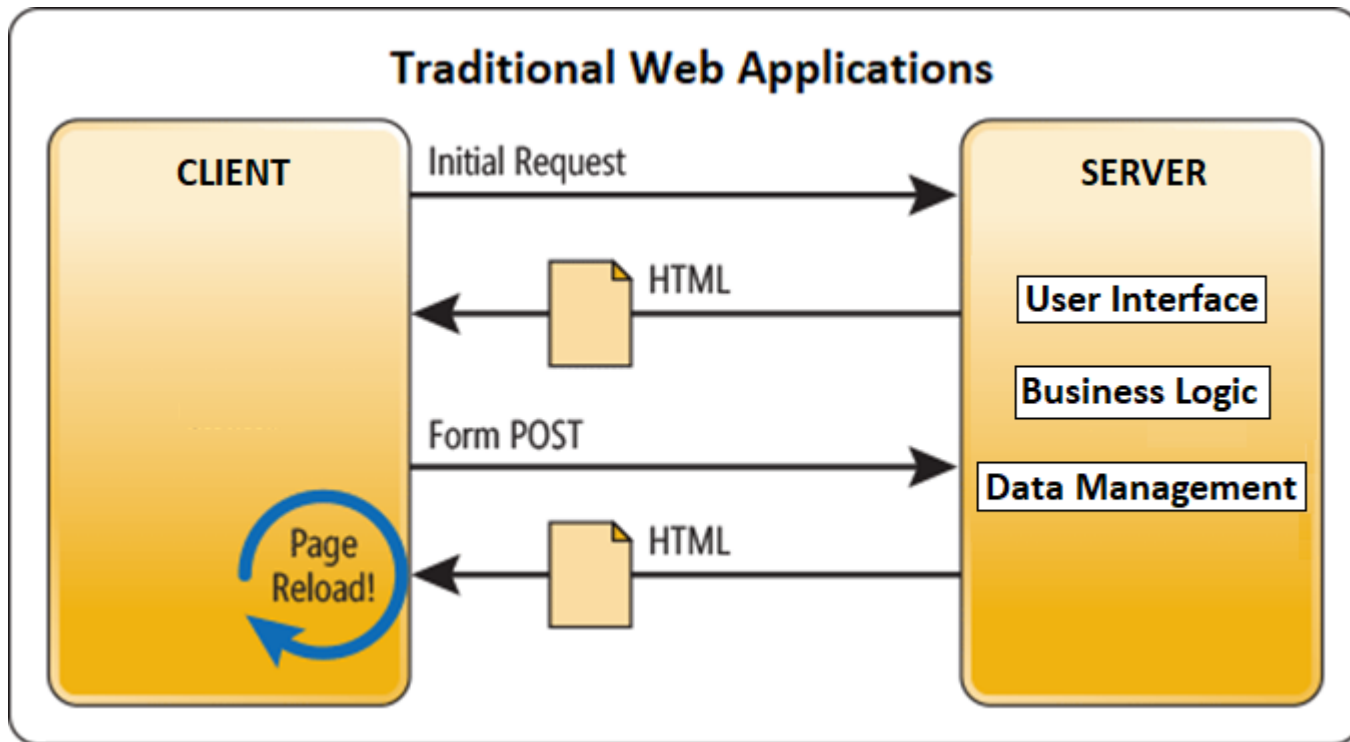 Traditional Web Applications
CLIENT
Initial Request
SERVER
HTML
User Interface
Business Logic
Form POST
Data Management
HTML
Page
Reload!